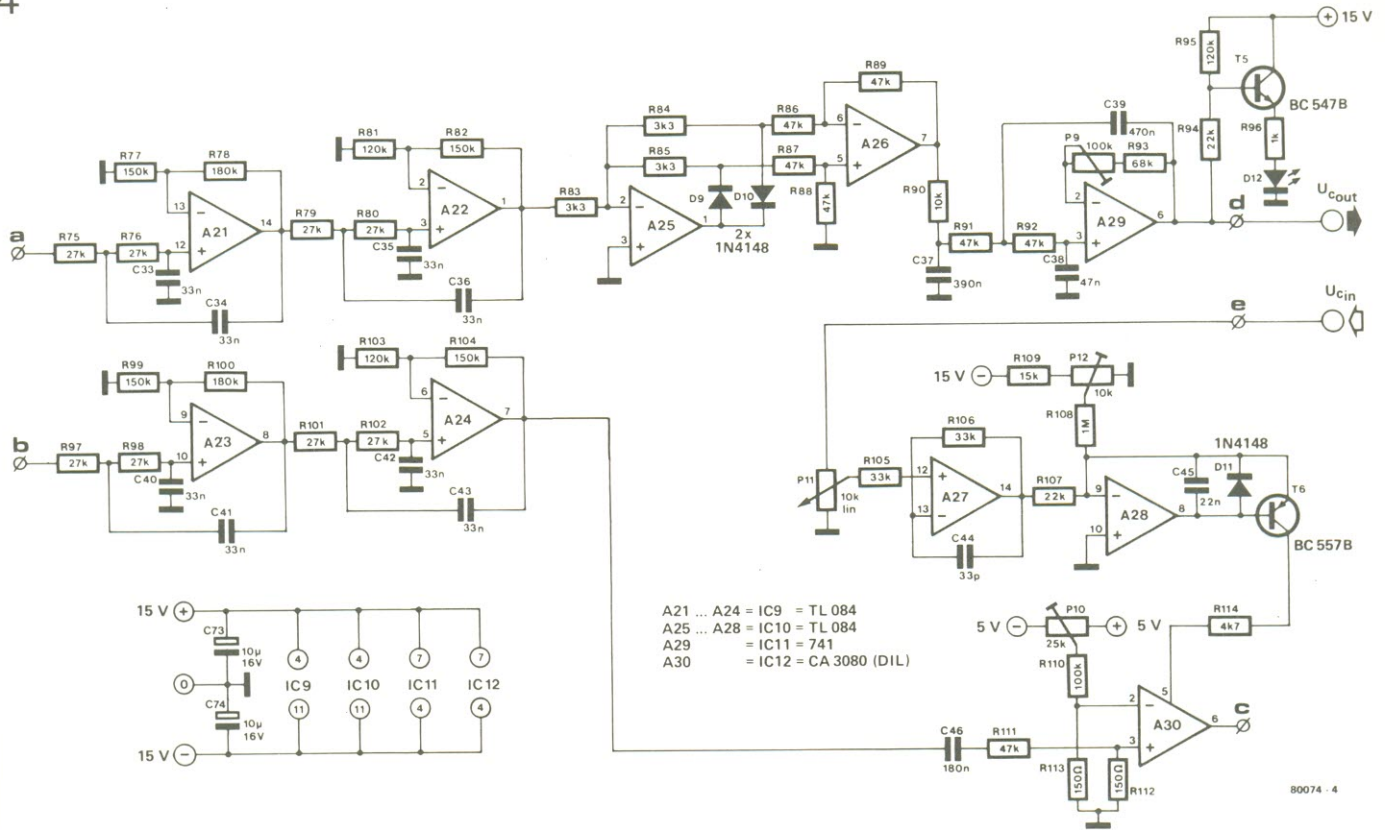 4
R95
120k
15 V
T5
BC 547B
R94
22k
R96
1k
D12
R89
47k
R84
3k3
R85
3k3
R86
47k
R87
47k
R88
47k
6
5
7
A26
C39
470n
P9
100k
R93
68k
2
3
6
A29
d
Ucout
R81
120k
R82
150k
R77
150k
R78
180k
13
12
14
A21
a
R75
27k
R76
27k
C33
33n
C34
33n
R79
27k
R80
27k
C35
33n
C36
33n
2
3
1
A22
R83
3k3
2
3
1
A25
D9
D10
2x
1N4148
R90
10k
R91
47k
R92
47k
C37
390n
C38
47n
e
Ucin
R103
120k
R104
150k
R99
150k
R100
180k
9
10
8
A23
b
R97
27k
R98
27k
C40
33n
C41
33n
R101
27k
R102
27k
C42
33n
C43
33n
6
5
7
A24
15 V
R109
15k
P12
10k
R108
1M
R106
33k
P11
10k
lin
R105
33k
12
13
14
A27
C44
33p
R107
22k
9
10
8
A28
C45
22n
D11
1N4148
T6
BC 557B
15 V
C73
10µ
16V
0
C74
10µ
16V
15 V
4
4
7
7
IC9
IC10
IC11
IC12
11
11
4
4
A21 ... A24 = IC9 = TL 084
A25 ... A28 = IC10 = TL 084
A29 = IC11 = 741
A30 = IC12 = CA 3080 (DIL)
5 V
P10
25k
5 V
R114
4k7
R110
100k
2
3
5
6
A30
c
C46
180n
R111
47k
R113
150Ω
150Ω
R112
80074 - 4